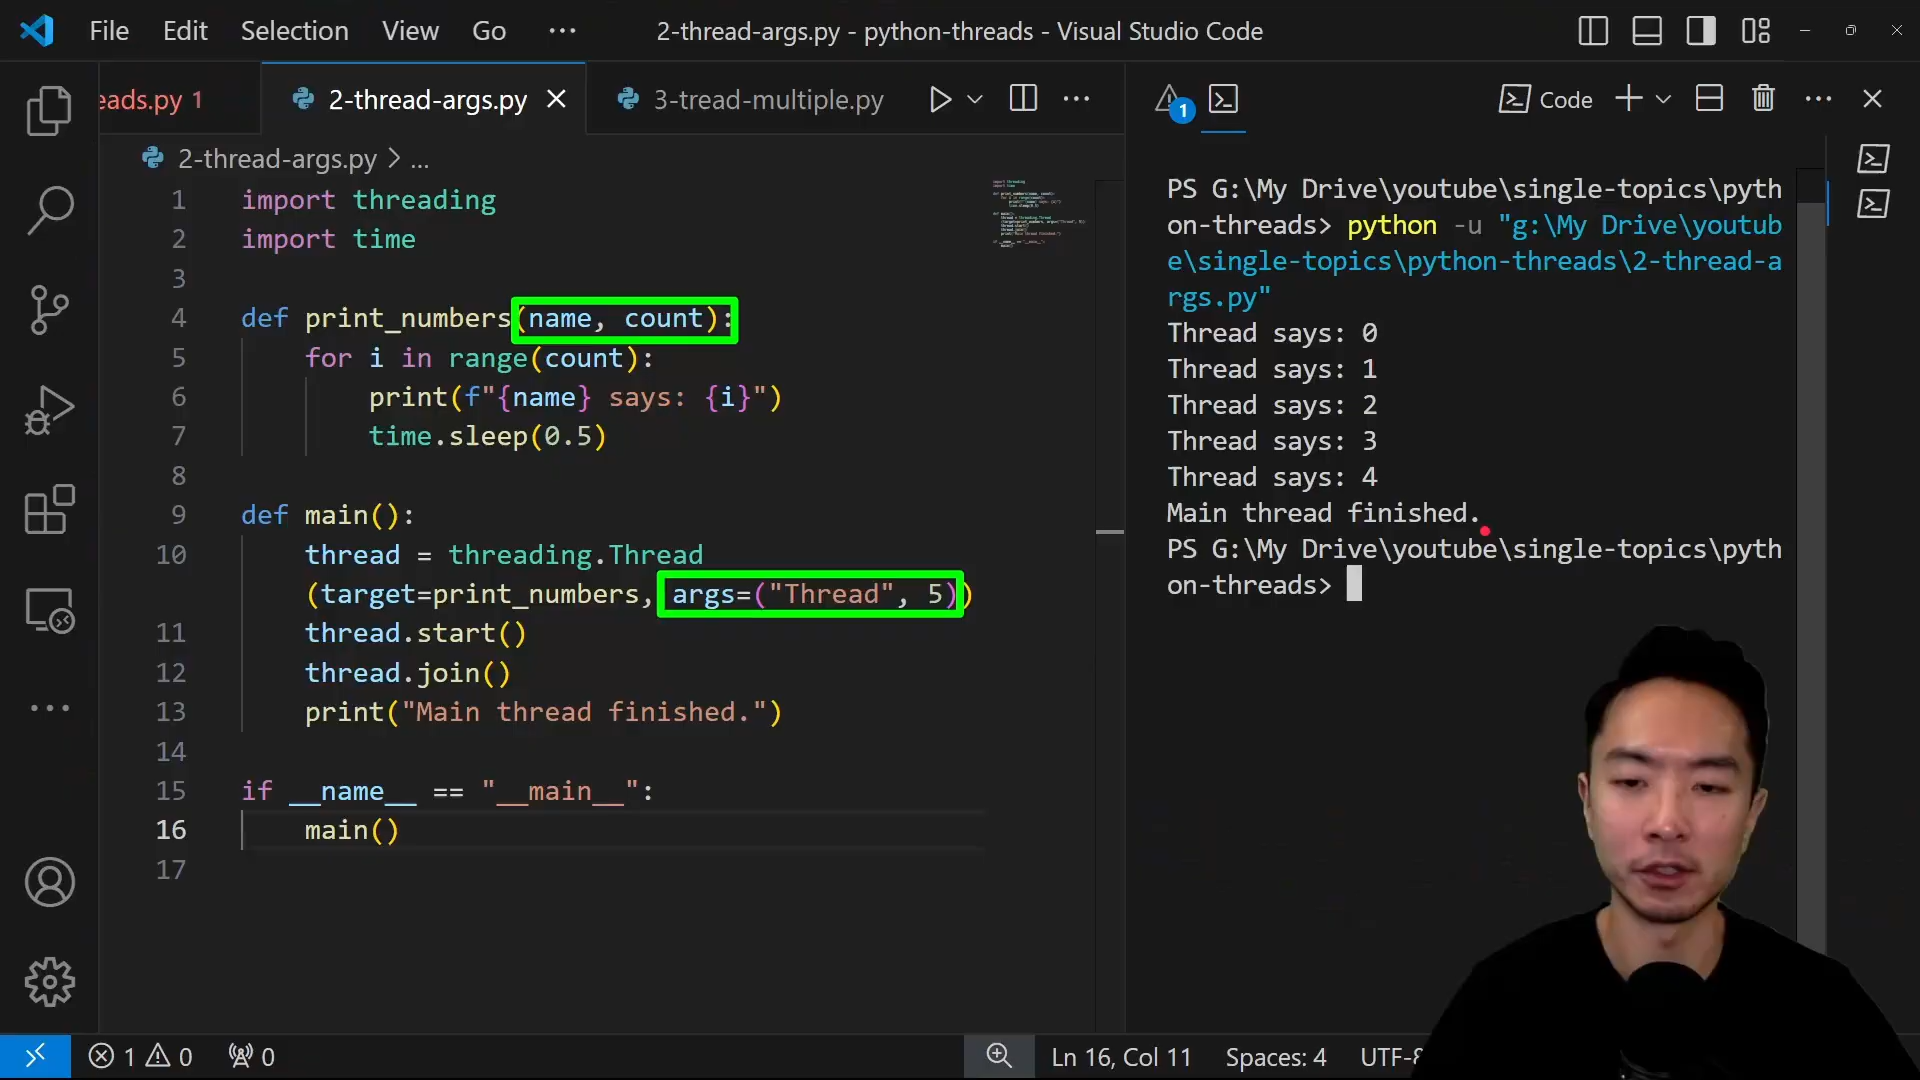 File Edit Selection View Go ··· 2-thread-args.py - python-threads - Visual Studio Code
eads.py 1 2-thread-args.py 3-tread-multiple.py
1 Code
2-thread-args.py > ...
1 import threading
2 import time
3
4 def print_numbers(name, count):
5 for i in range(count):
6 print(f"{name} says: {i}")
7 time.sleep(0.5)
8
9 def main():
10 thread = threading.Thread
(target=print_numbers, args=("Thread", 5))
11 thread.start()
12 thread.join()
13 print("Main thread finished.")
14
15 if __name__ == "__main__":
16 main()
17
PS G:\My Drive\youtube\single-topics\pyth
on-threads> python -u "g:\My Drive\youtub
e\single-topics\python-threads\2-thread-a
rgs.py"
Thread says: 0
Thread says: 1
Thread says: 2
Thread says: 3
Thread says: 4
Main thread finished.
PS G:\My Drive\youtube\single-topics\pyth
on-threads>
1 0 0 Ln 16, Col 11 Spaces: 4 UTF-8